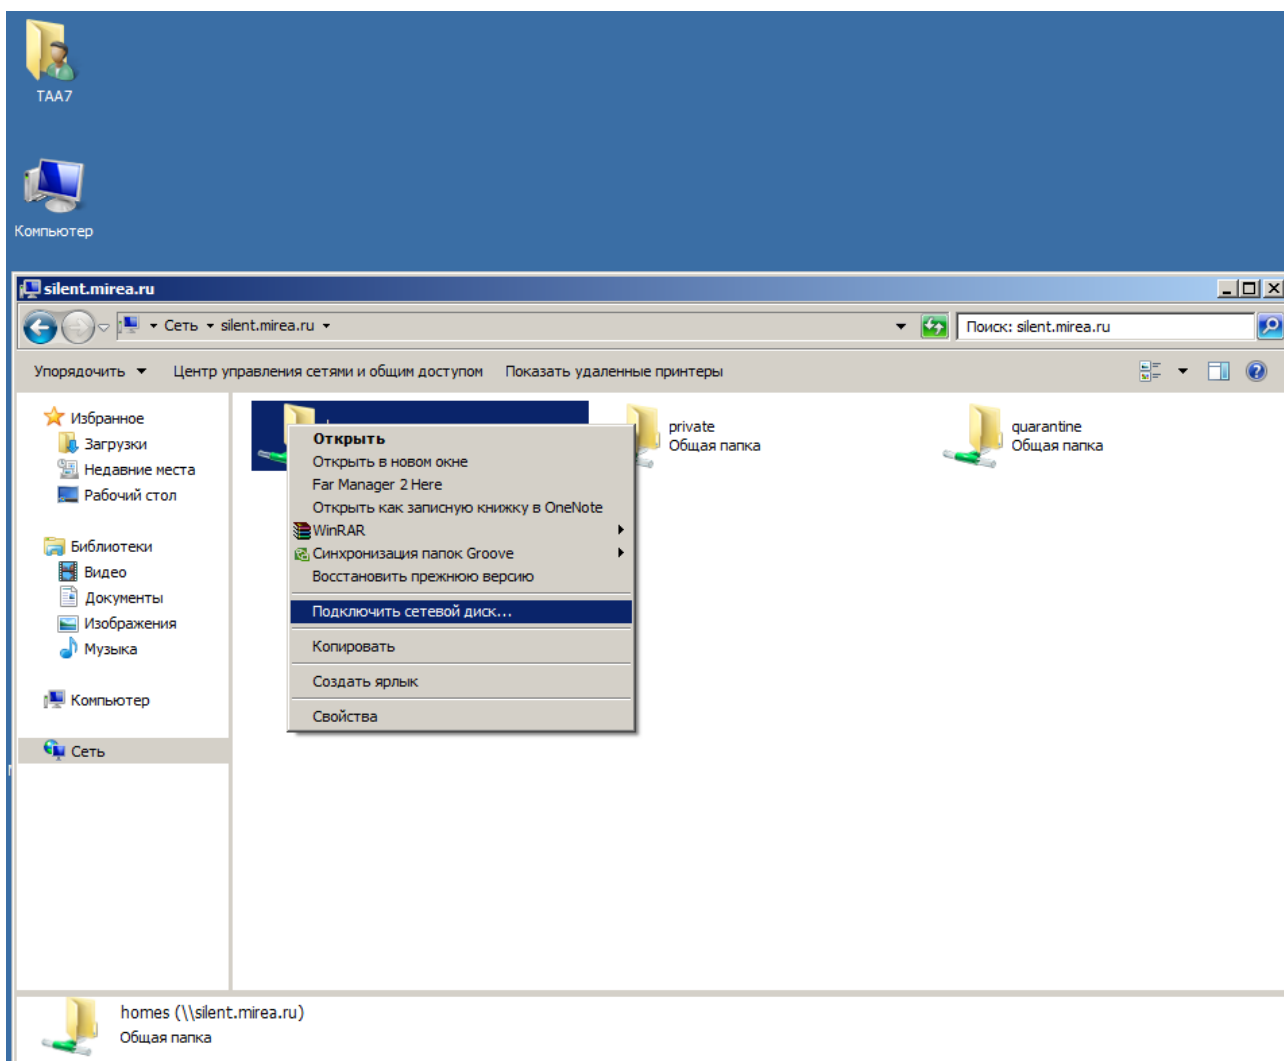 TAA7
Компьютер
silent.mirea.ru
Сеть silent.mirea.ru
Поиск: silent.mirea.ru
Упорядочить Центр управления сетями и общим доступом Показать удаленные принтеры
Избранное
Загрузки
Недавние места
Рабочий стол
Библиотеки
Видео
Документы
Изображения
Музыка
Компьютер
Сеть
private
Общая папка
quarantine
Общая папка
Открыть
Открыть в новом окне
Far Manager 2 Here
Открыть как записную книжку в OneNote
WinRAR
Синхронизация папок Groove
Восстановить прежнюю версию
Подключить сетевой диск...
Копировать
Создать ярлык
Свойства
homes (\\silent.mirea.ru)
Общая папка